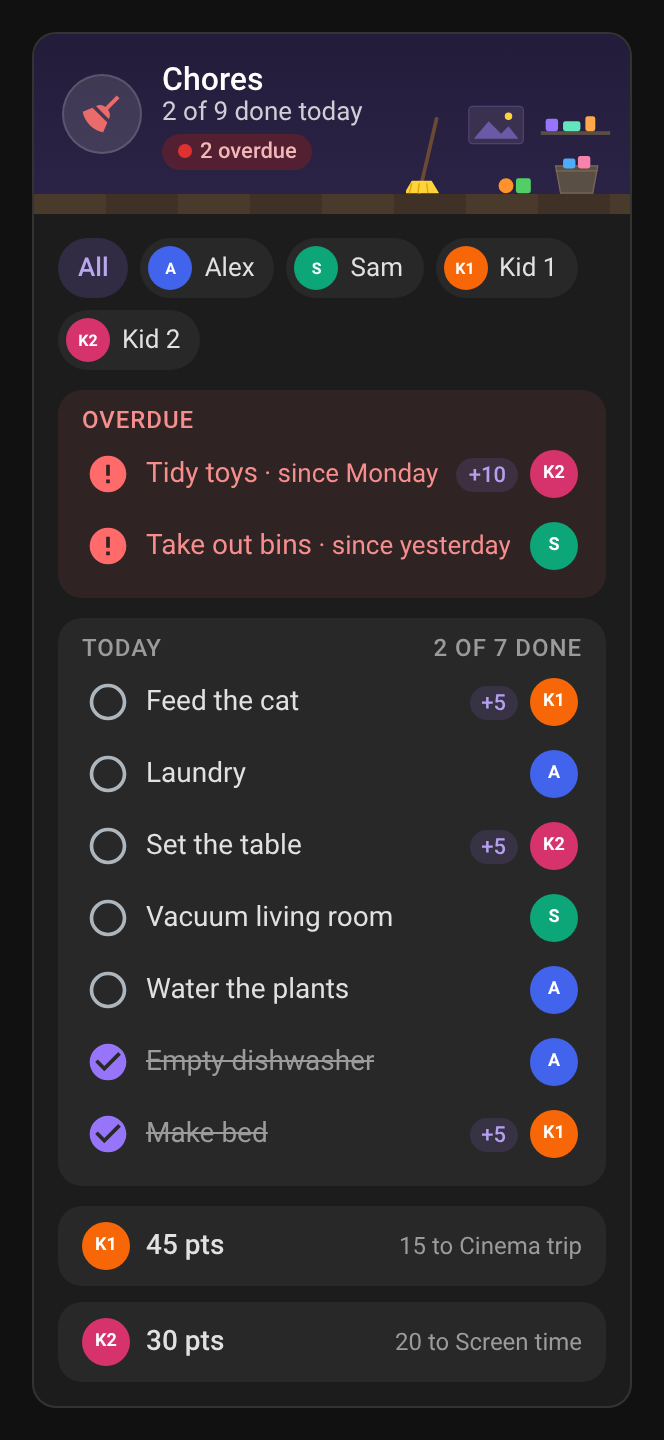 Chores
2 of 9 done today
2 overdue
All
A Alex
S Sam
K1 Kid 1
K2 Kid 2
OVERDUE
Tidy toys · since Monday +10 K2
Take out bins · since yesterday S
TODAY 2 OF 7 DONE
Feed the cat +5 K1
Laundry A
Set the table +5 K2
Vacuum living room S
Water the plants A
Empty dishwasher A
Make bed +5 K1
K1 45 pts 15 to Cinema trip
K2 30 pts 20 to Screen time